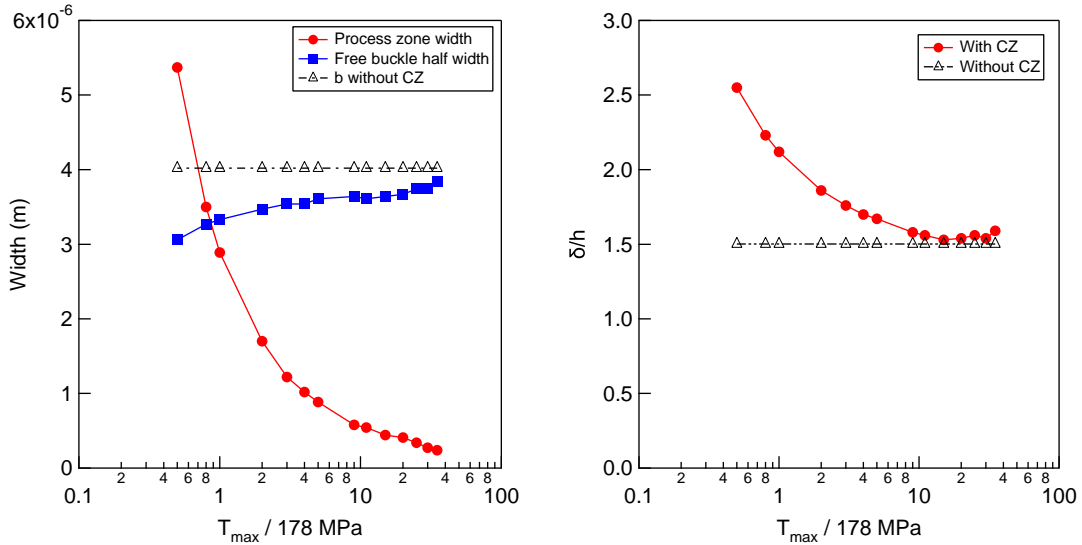 6x10-6
5
4
3
2
1
0
Width (m)
Process zone width
Free buckle half width
b without CZ
0.1 2 4 6 8 1 2 4 6 8 10 2 4 6 8 100
Tmax / 178 MPa
3.0
2.5
2.0
1.5
1.0
0.5
0.0
δ/h
With CZ
Without CZ
0.1 2 4 6 8 1 2 4 6 8 10 2 4 6 8 100
Tmax / 178 MPa